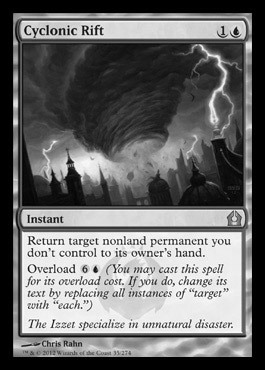 Cyclonic Rift 1
Instant
Return target nonland permanent you
don't control to its owner's hand.
Overload 6 (You may cast this spell
for its overload cost. If you do, change its
text by replacing all instances of "target"
with "each.")
The Izzet specialize in unnatural disaster.
Chris Rahn
™ & © 2012 Wizards of the Coast 35/274